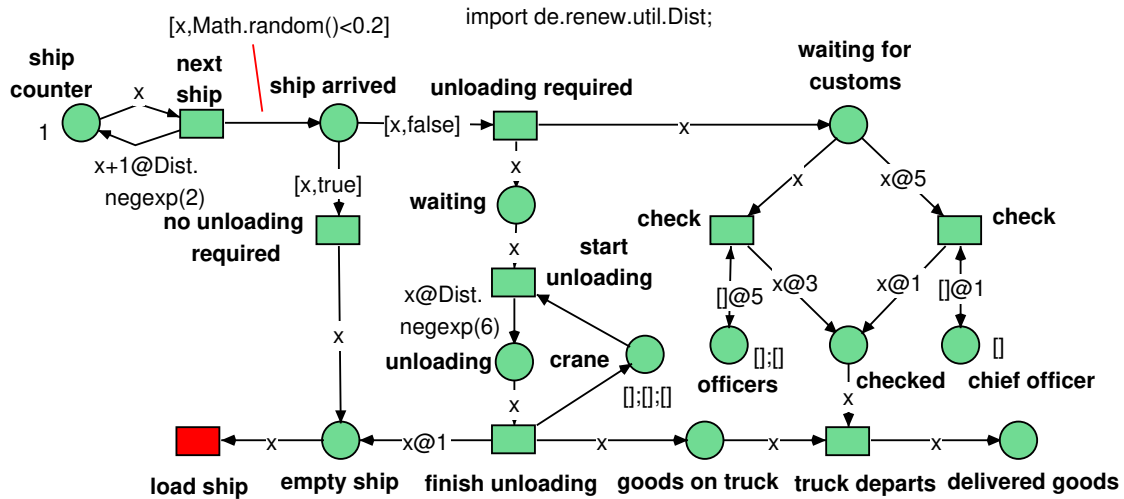 [x,Math.random()<0.2]
import de.renew.util.Dist;
ship
counter
next
ship
ship arrived
unloading required
waiting for
customs
x
1
x+1@Dist.
negexp(2)
[x,false]
x
[x,true]
x
x
x@5
waiting
check
check
no unloading
required
x
start
unloading
x@Dist.
negexp(6)
[]@5
x@3
x@1
[]@1
x
unloading
crane
[];[];[]
[];[]
officers
checked
[]
chief officer
x
x
x
x@1
x
x
x
load ship
empty ship
finish unloading
goods on truck
truck departs
delivered goods